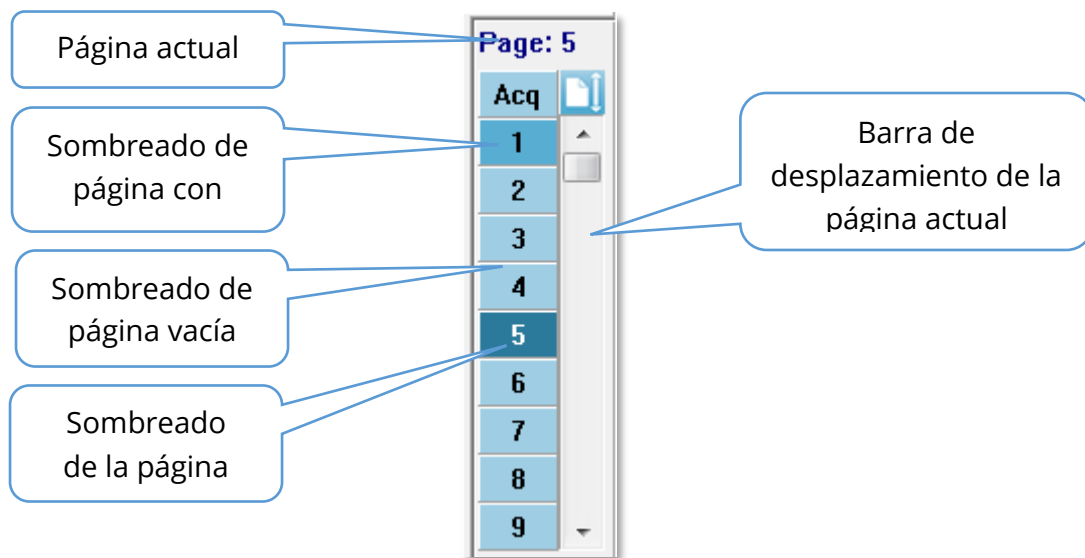 Página actual
Sombreado de
página con
Sombreado de
página vacía
Sombreado
de la página
Page: 5
Acq
1
2
3
4
5
6
7
8
9
Barra de
desplazamiento de la
página actual